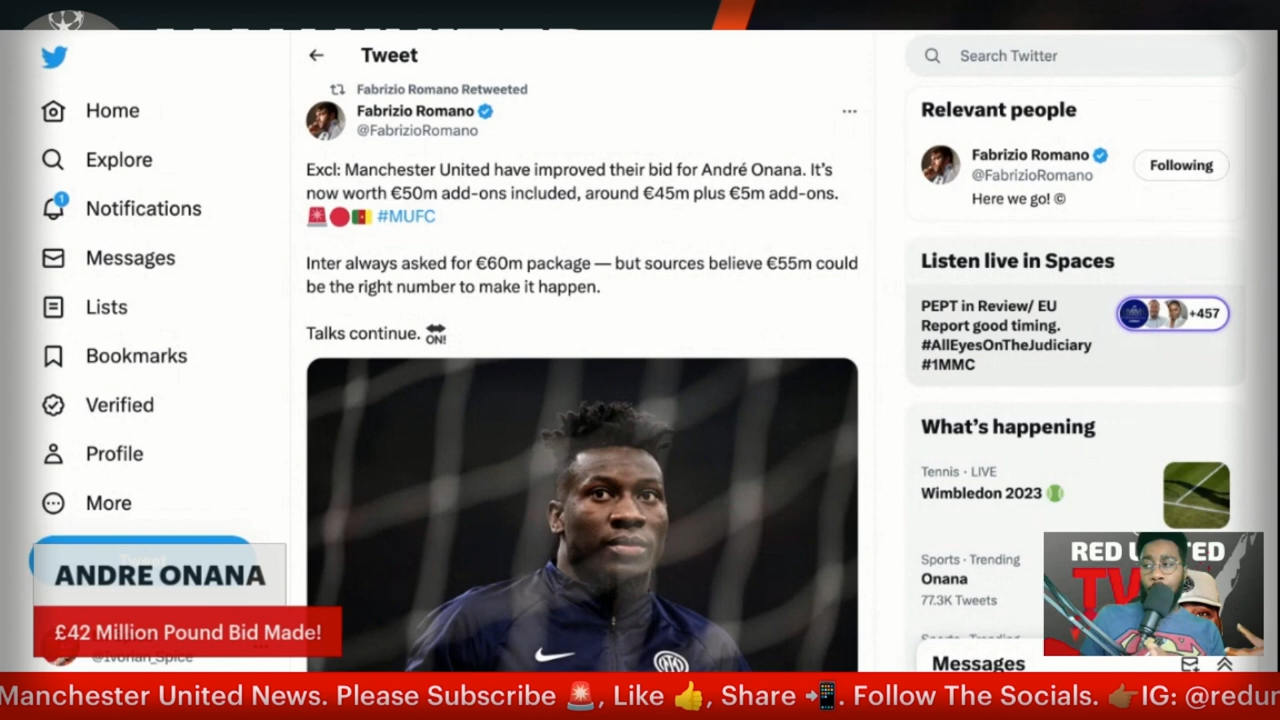 Home
Explore
1
Notifications
Messages
Lists
Bookmarks
Verified
Profile
More
Tweet
Fabrizio Romano Retweeted
Fabrizio Romano
@FabrizioRomano
Excl: Manchester United have improved their bid for André Onana. It's
now worth €50m add-ons included, around €45m plus €5m add-ons.
🚨🔴🇨🇲 #MUFC
Inter always asked for €60m package — but sources believe €55m could
be the right number to make it happen.
Talks continue. 🔛
Search Twitter
Relevant people
Fabrizio Romano
@FabrizioRomano
Following
Here we go! ©
Listen live in Spaces
PEPT in Review/ EU
Report good timing.
#AllEyesOnTheJudiciary
#1MMC
+457
What's happening
Tennis · LIVE
Wimbledon 2023 🎾
Sports · Trending
Onana
77.3K Tweets
Messages
RED UNITED
TV
ANDRE ONANA
£42 Million Pound Bid Made!
@Ivorian_Spice
Manchester United News. Please Subscribe 🚨, Like 👍, Share 📲. Follow The Socials. 👉IG: @redun